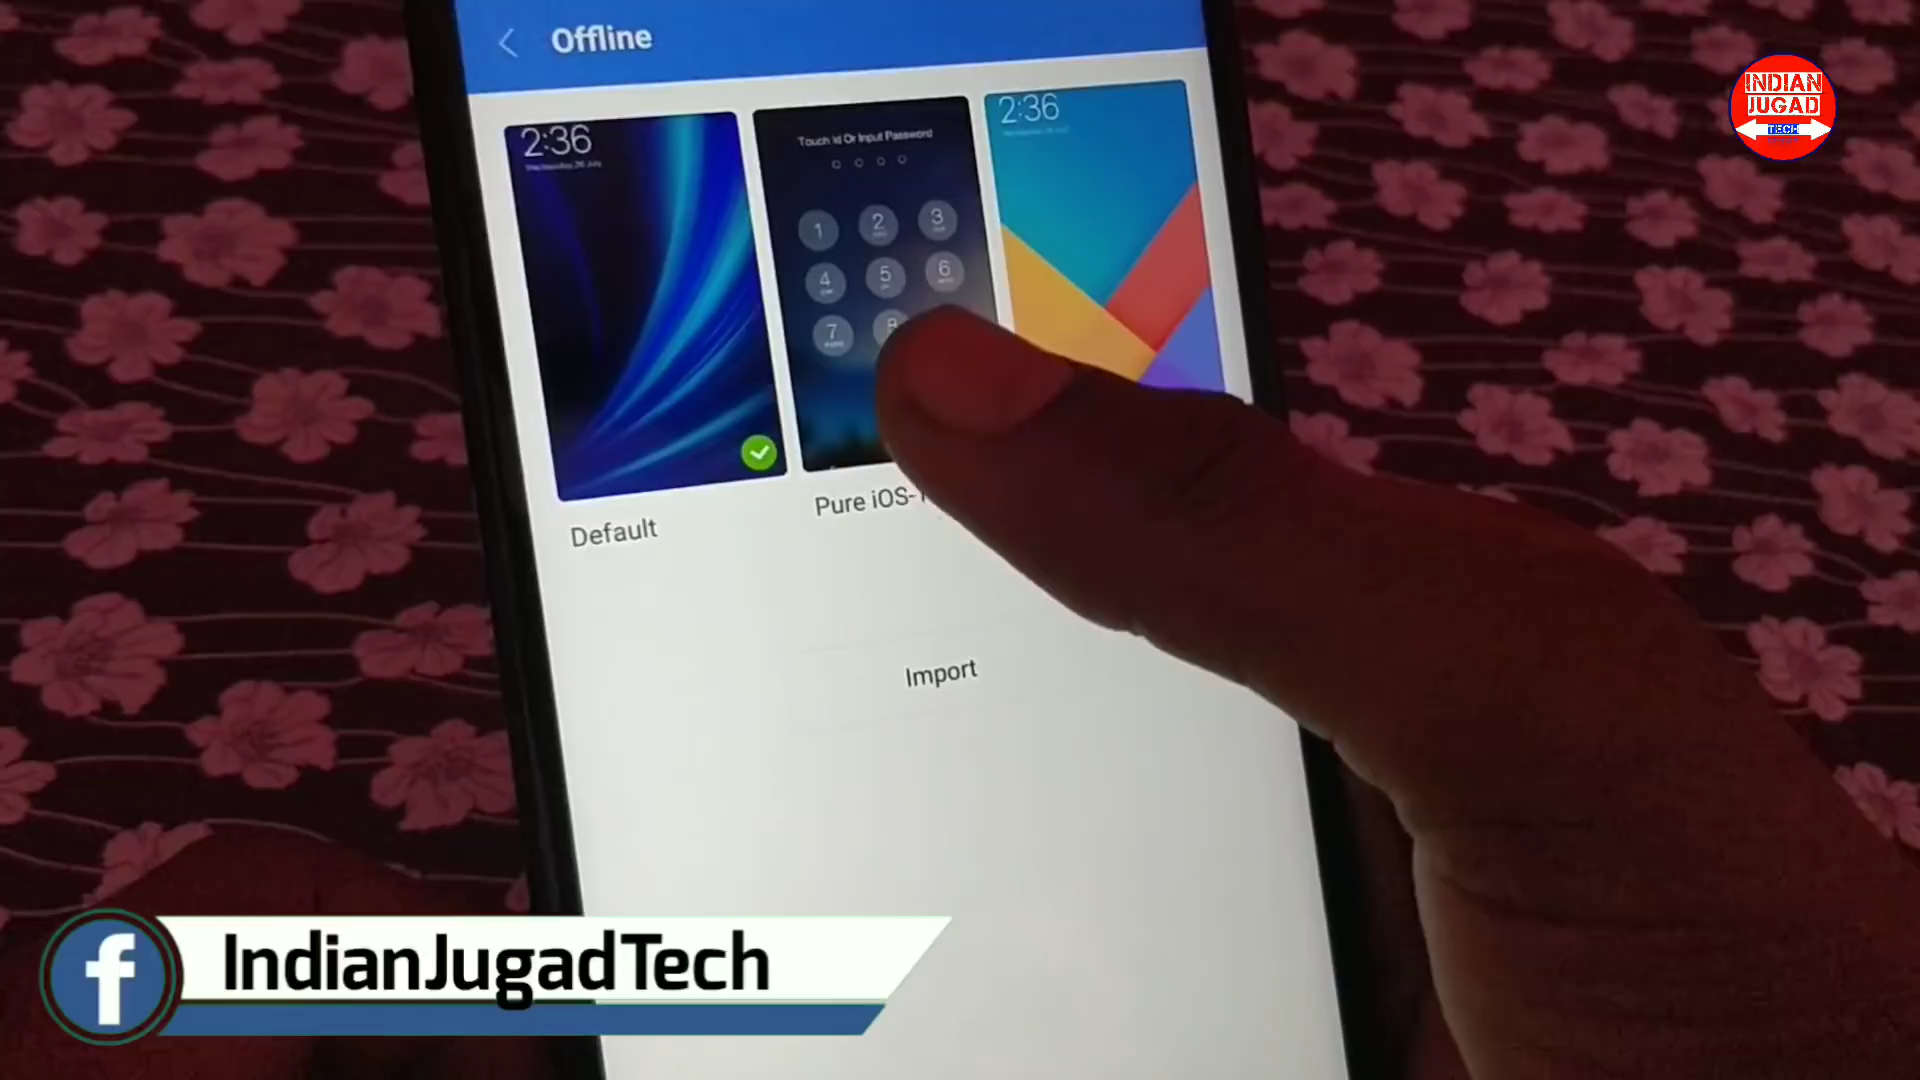 Offline
INDIAN
JUGAD
TECH
2:36
Touch Id Or Input Password
2:36
1
2
3
4
5
6
7
8
Default
Pure iOS-
Import
f
IndianJugadTech